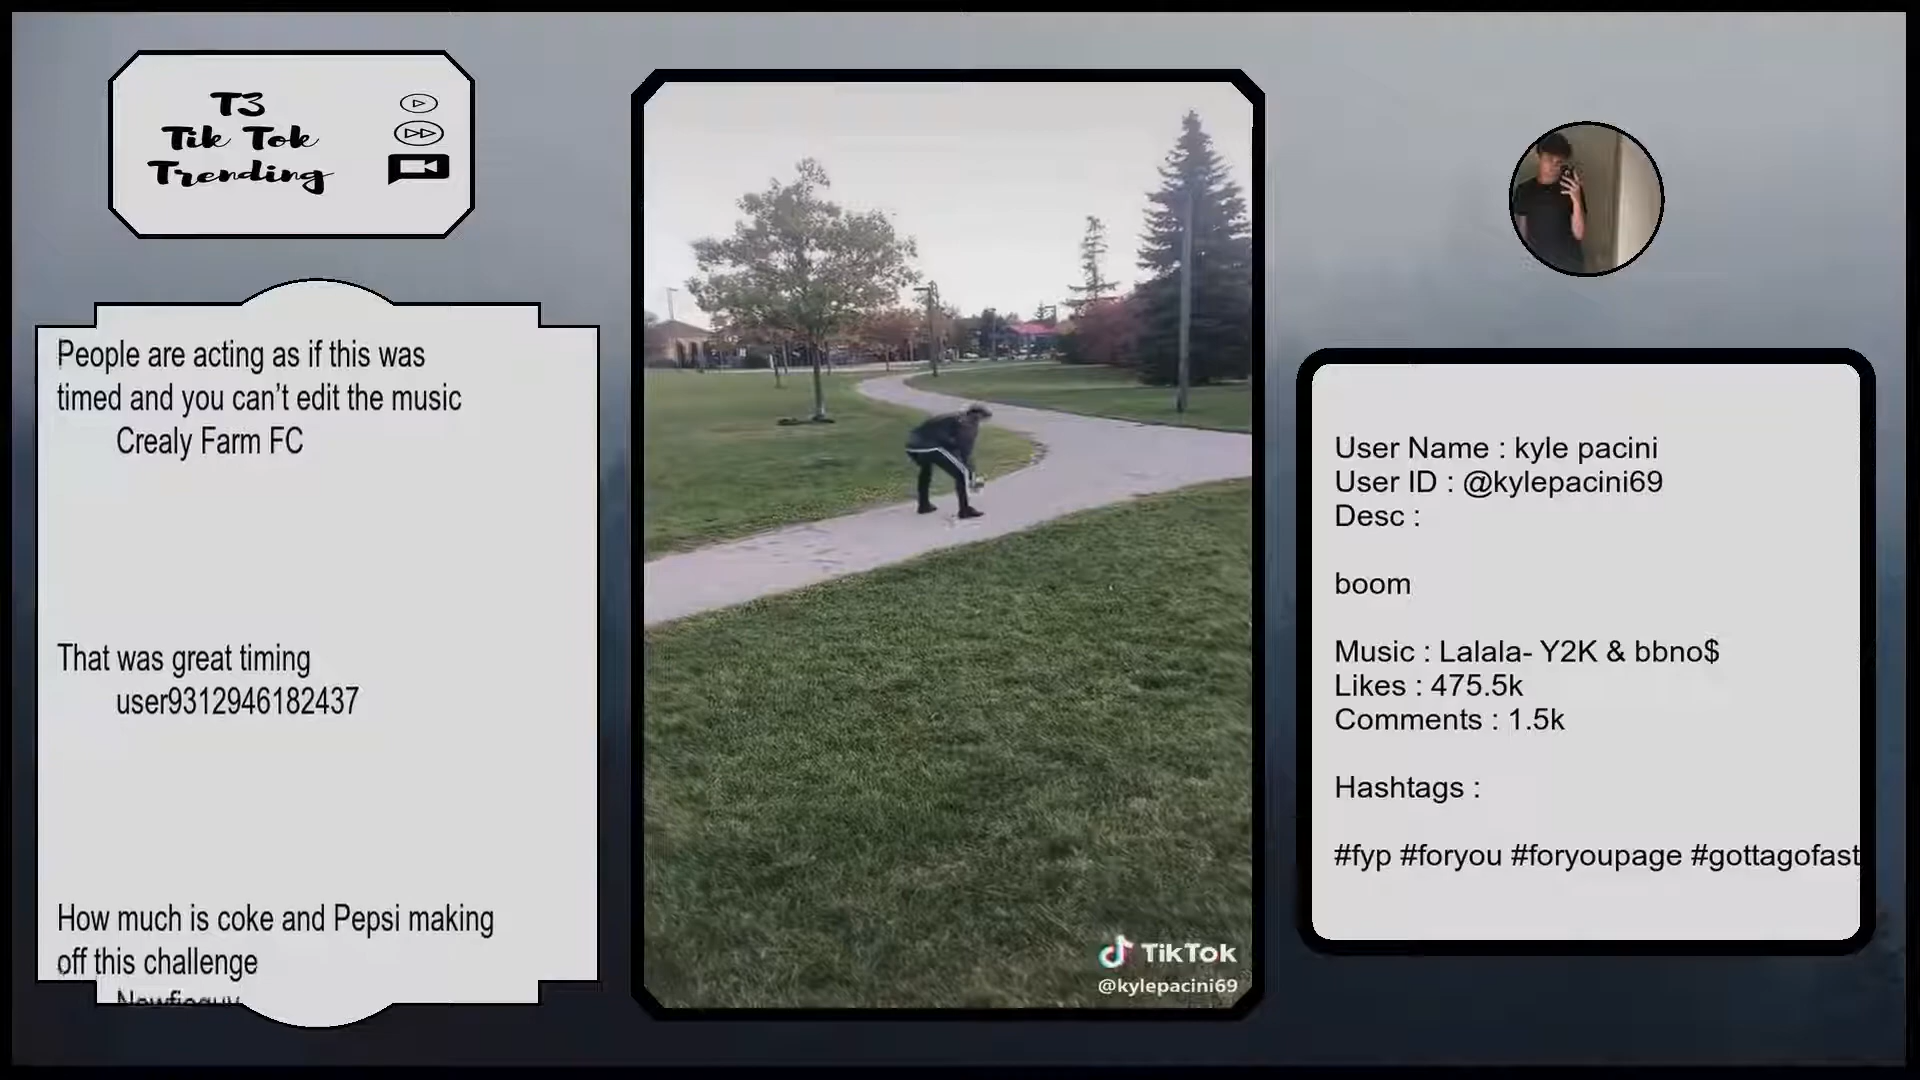 T3
Tik Tok
Trending
People are acting as if this was
timed and you can’t edit the music
Crealy Farm FC
That was great timing
user9312946182437
How much is coke and Pepsi making
off this challenge
TikTok
@kylepacini69
User Name : kyle pacini
User ID : @kylepacini69
Desc :
boom
Music : Lalala- Y2K & bbno$
Likes : 475.5k
Comments : 1.5k
Hashtags :
#fyp #foryou #foryoupage #gottagofast